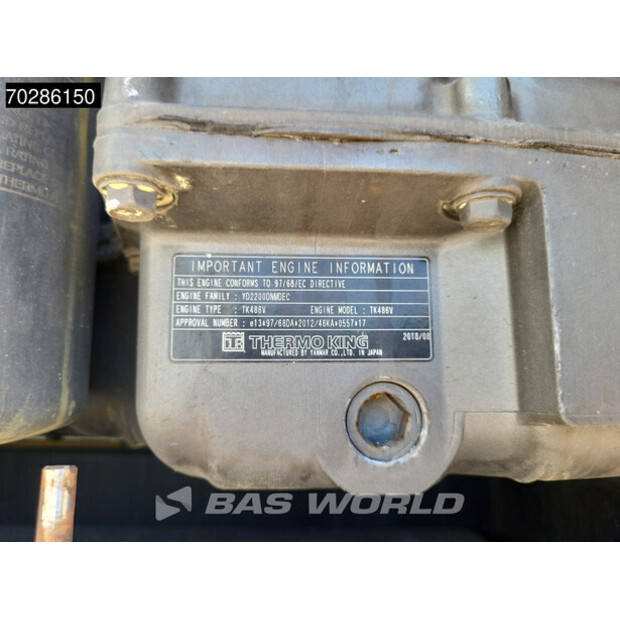 70286150
REPLACE
IMPORTANT ENGINE INFORMATION
THIS ENGINE CONFORMS TO 97/68/EC DIRECTIVE
ENGINE FAMILY : YD2200DNMDEC
ENGINE TYPE : TK486V ENGINE MODEL : TK486V
APPROVAL NUMBER : e13*97/68DA*2012/46KA*0557*17
2018/08
TK THERMO KING
MANUFACTURED BY YANMAR CO.,LTD. IN JAPAN
BAS WORLD